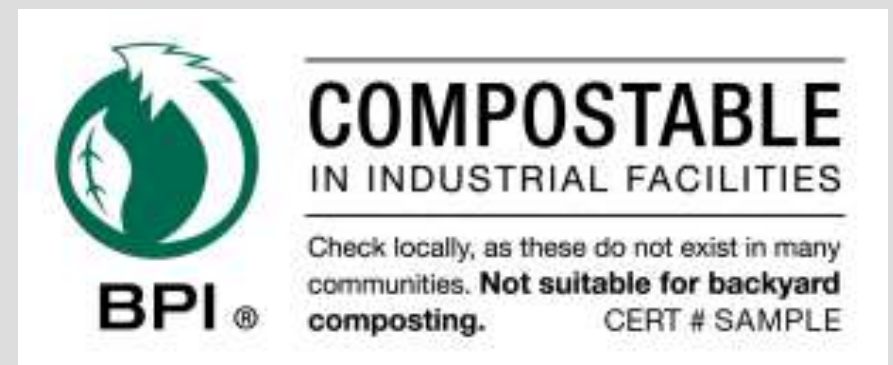 COMPOSTABLE
IN INDUSTRIAL FACILITIES
Check locally, as these do not exist in many
communities. Not suitable for backyard
composting. CERT # SAMPLE
BPI ®